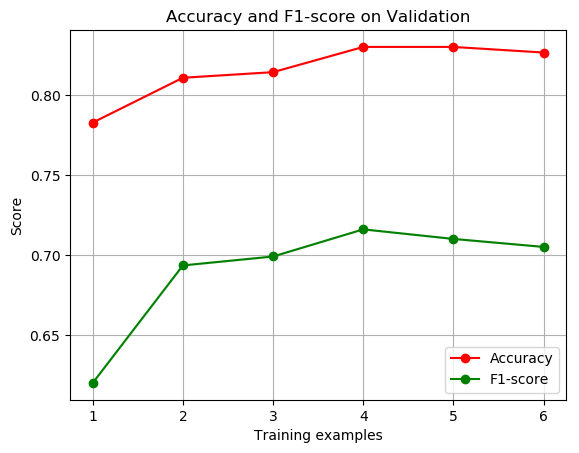 Accuracy and F1-score on Validation
Score
0.80
0.75
0.70
0.65
Accuracy
F1-score
1 2 3 4 5 6
Training examples